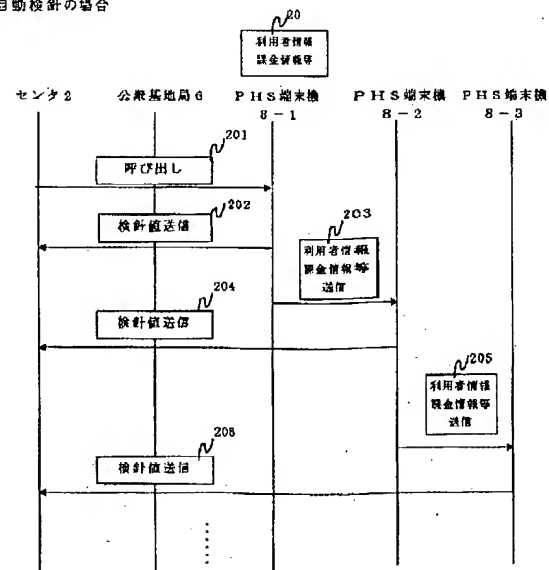 自動検針の場合
20
利用者情報
課金情報等
センタ2 公衆基地局6 PHS端末機 PHS端末機 PHS端末機
8-1 8-2 8-3
201
呼び出し
202
検針値送信
203
利用者情報
課金情報等
送信
204
検針値送信
205
利用者情報
課金情報等
送信
206
検針値送信